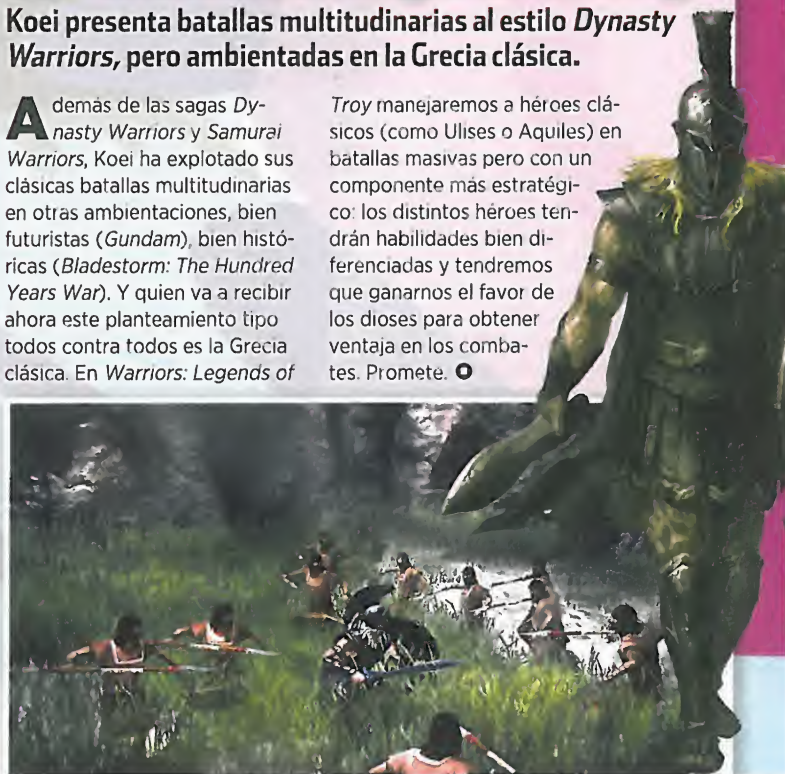 Koei presenta batallas multitudinarias al estilo Dynasty
Warriors, pero ambientadas en la Grecia clásica.
Además de las sagas Dy-
nasty Warriors y Samurai
Warriors, Koei ha explotado sus
clásicas batallas multitudinarias
en otras ambientaciones, bien
futuristas (Gundam), bien histó-
ricas (Bladestorm: The Hundred
Years War). Y quien va a recibir
ahora este planteamiento tipo
todos contra todos es la Grecia
clásica. En Warriors: Legends of
Troy manejaremos a héroes clá-
sicos (como Ulises o Aquiles) en
batallas masivas pero con un
componente más estratégi-
co: los distintos héroes ten-
drán habilidades bien di-
ferenciadas y tendremos
que ganarnos el favor de
los dioses para obtener
ventaja en los comba-
tes. Promete.